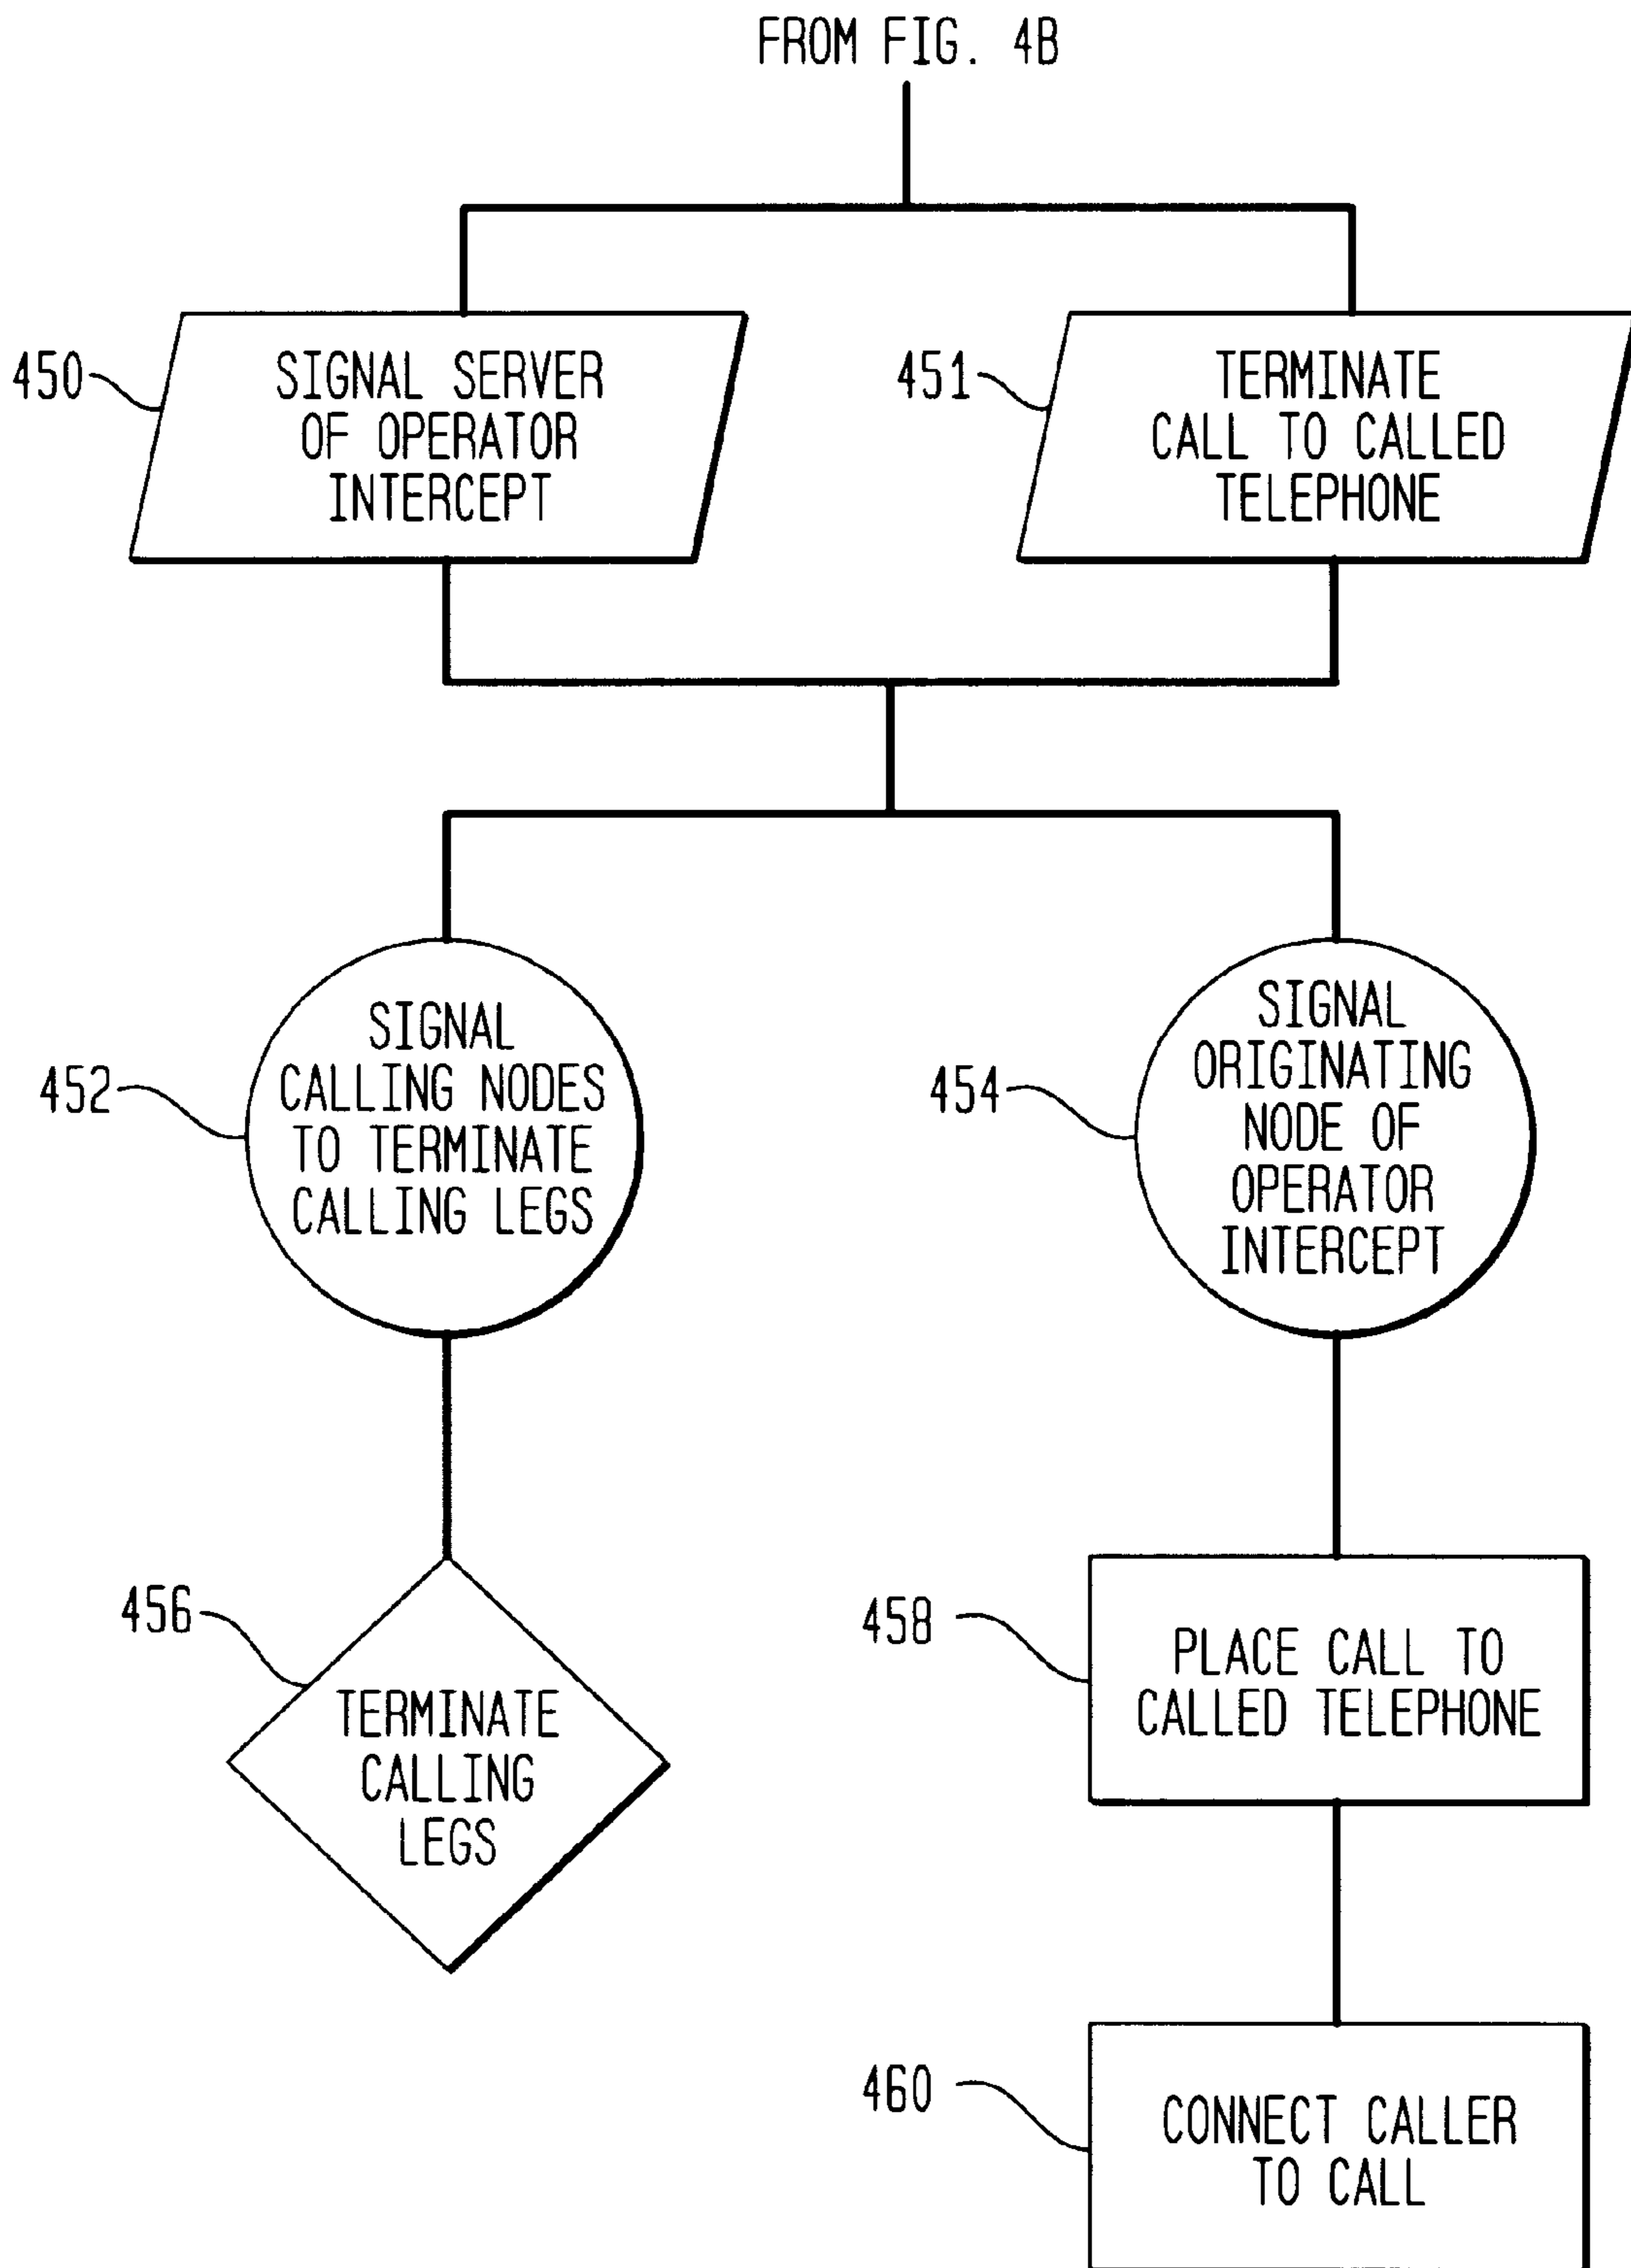 FROM FIG. 4B
450
SIGNAL SERVER
OF OPERATOR
INTERCEPT
451
TERMINATE
CALL TO CALLED
TELEPHONE
452
SIGNAL
CALLING NODES
TO TERMINATE
CALLING LEGS
454
SIGNAL
ORIGINATING
NODE OF
OPERATOR
INTERCEPT
456
TERMINATE
CALLING
LEGS
458
PLACE CALL TO
CALLED TELEPHONE
460
CONNECT CALLER
TO CALL